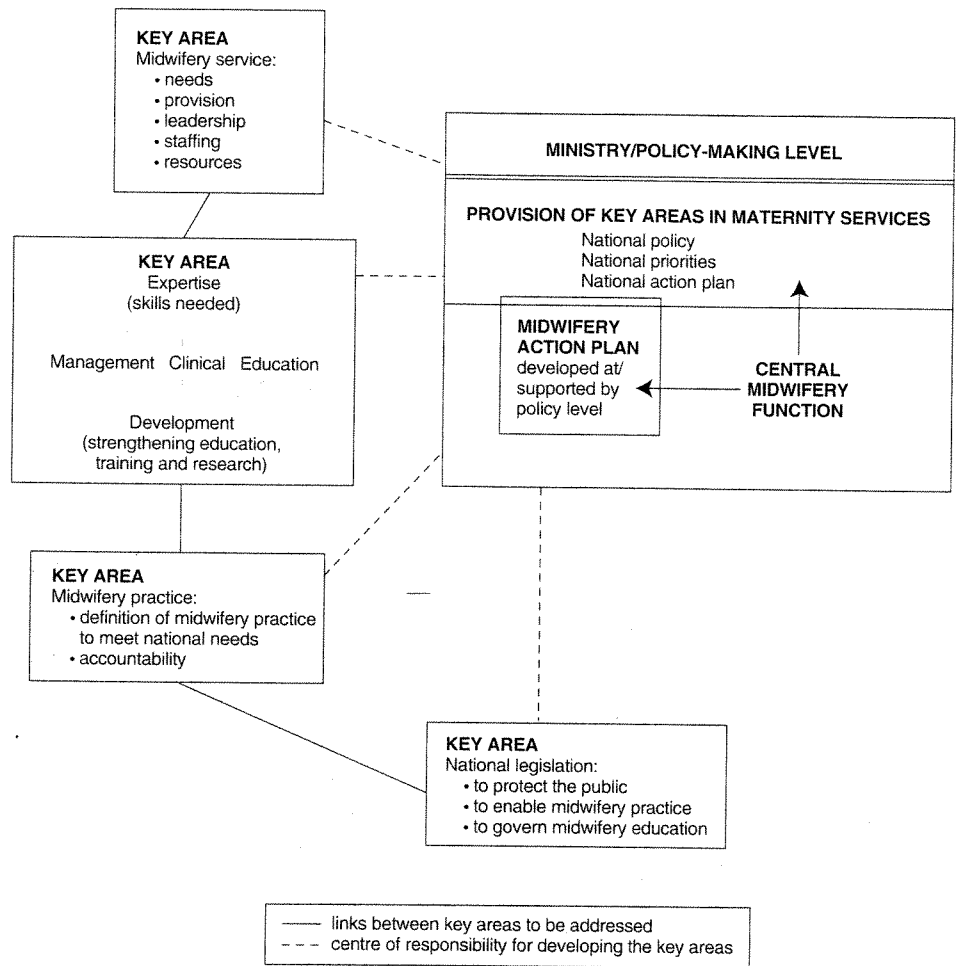 KEY AREA
Midwifery service:
• needs
• provision
• leadership
• staffing
• resources
MINISTRY/POLICY-MAKING LEVEL
PROVISION OF KEY AREAS IN MATERNITY SERVICES
National policy
National priorities
National action plan
MIDWIFERY
ACTION PLAN
developed at/
supported by
policy level
CENTRAL
MIDWIFERY
FUNCTION
KEY AREA
Expertise
(skills needed)
Management Clinical Education
Development
(strengthening education,
training and research)
KEY AREA
Midwifery practice:
• definition of midwifery practice
to meet national needs
• accountability
KEY AREA
National legislation:
• to protect the public
• to enable midwifery practice
• to govern midwifery education
links between key areas to be addressed
centre of responsibility for developing the key areas